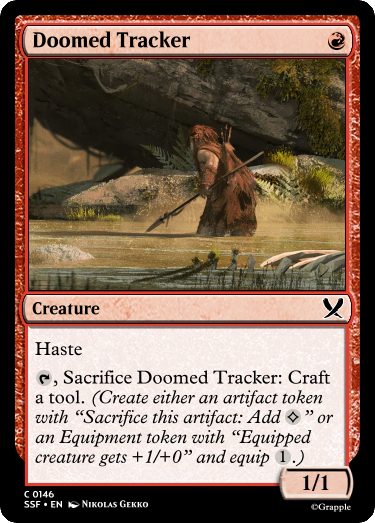 Doomed Tracker
Creature
Haste
, Sacrifice Doomed Tracker: Craft
a tool. (Create either an artifact token
with “Sacrifice this artifact: Add ” or
an Equipment token with “Equipped
creature gets +1/+0” and equip 1.)
1/1
C 0146
SSF • EN Nikolas Gekko
©Grapple